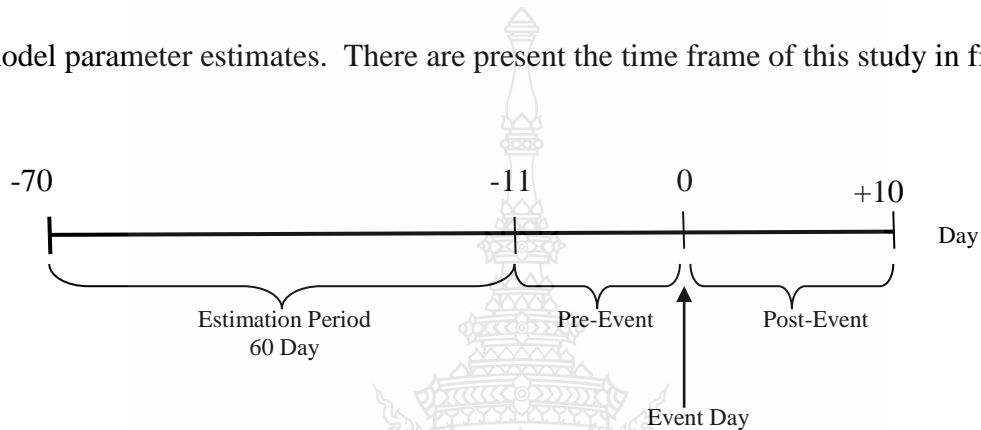 odel parameter estimates. There are present the time frame of this study in
-70 -11 0 +10
Day
Estimation Period
60 Day
Pre-Event
Post-Event
Event Day